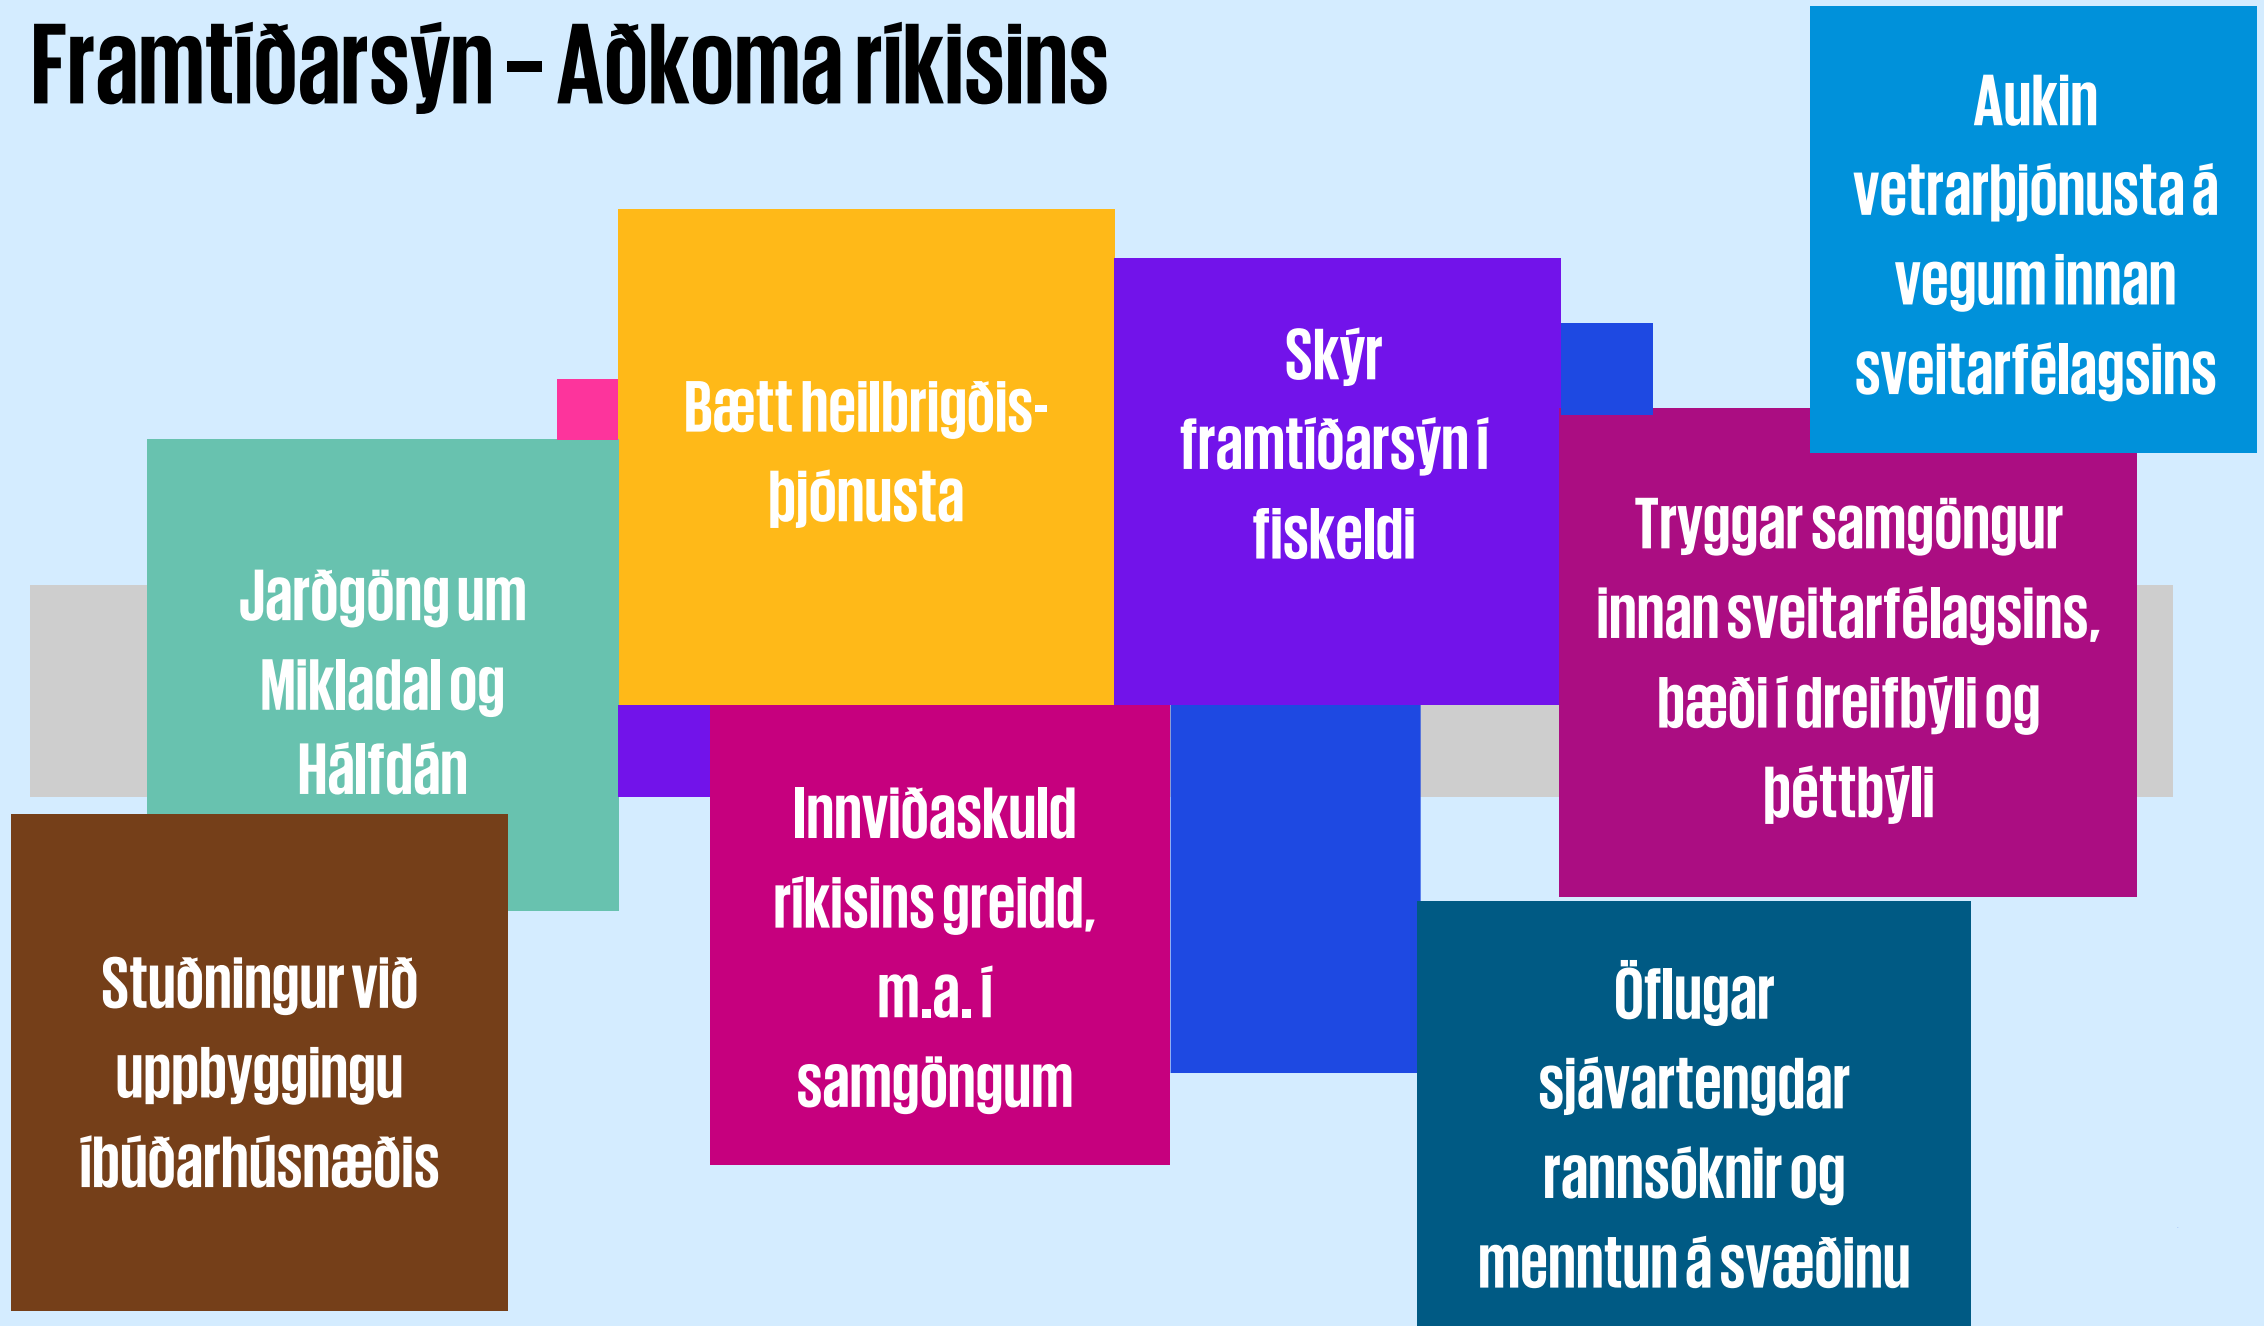 Framtíðarsýn – Aðkoma ríkisins
Aukin
vetrarþjónusta á
vegum innan
sveitarfélagsins
Bætt heilbrigðis-
þjónusta
Skýr
framtíðarsýn í
fiskeldi
Tryggar samgöngur
innan sveitarfélagsins,
bæði í dreifbýli og
þéttbýli
Jarðgöng um
Mikladal og
Hálfdán
Innviðaskuld
ríkisins greidd,
m.a. í
samgöngum
Stuðningur við
uppbyggingu
íbúðarhúsnæðis
Öflugar
sjávartengdar
rannsóknir og
menntun á svæðinu